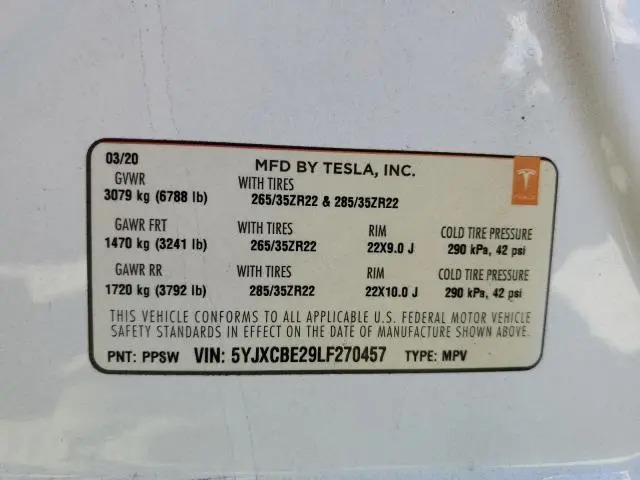 03/20 MFD BY TESLA, INC.
GVWR WITH TIRES
3079 kg (6788 lb) 265/35ZR22 & 285/35ZR22
GAWR FRT WITH TIRES RIM COLD TIRE PRESSURE
1470 kg (3241 lb) 265/35ZR22 22X9.0 J 290 kPa, 42 psi
GAWR RR WITH TIRES RIM COLD TIRE PRESSURE
1720 kg (3792 lb) 285/35ZR22 22X10.0 J 290 kPa, 42 psi
THIS VEHICLE CONFORMS TO ALL APPLICABLE U.S. FEDERAL MOTOR VEHICLE
SAFETY STANDARDS IN EFFECT ON THE DATE OF MANUFACTURE SHOWN ABOVE.
PNT: PPSW VIN: 5YJXCBE29LF270457 TYPE: MPV